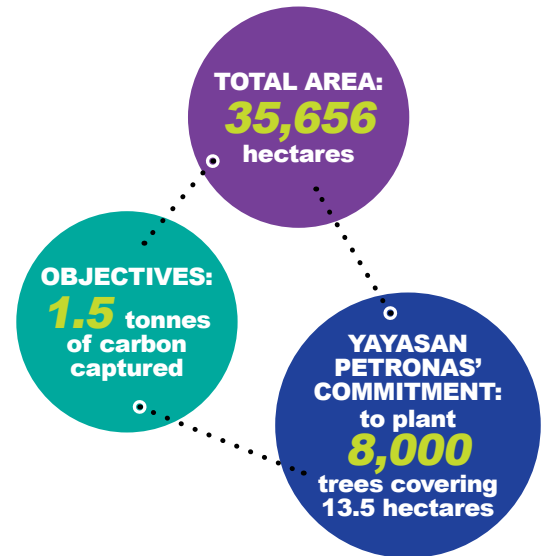 TOTAL AREA:
35,656
hectares
OBJECTIVES:
1.5 tonnes
of carbon
captured
YAYASAN
PETRONAS’
COMMITMENT:
to plant
8,000
trees covering
13.5 hectares